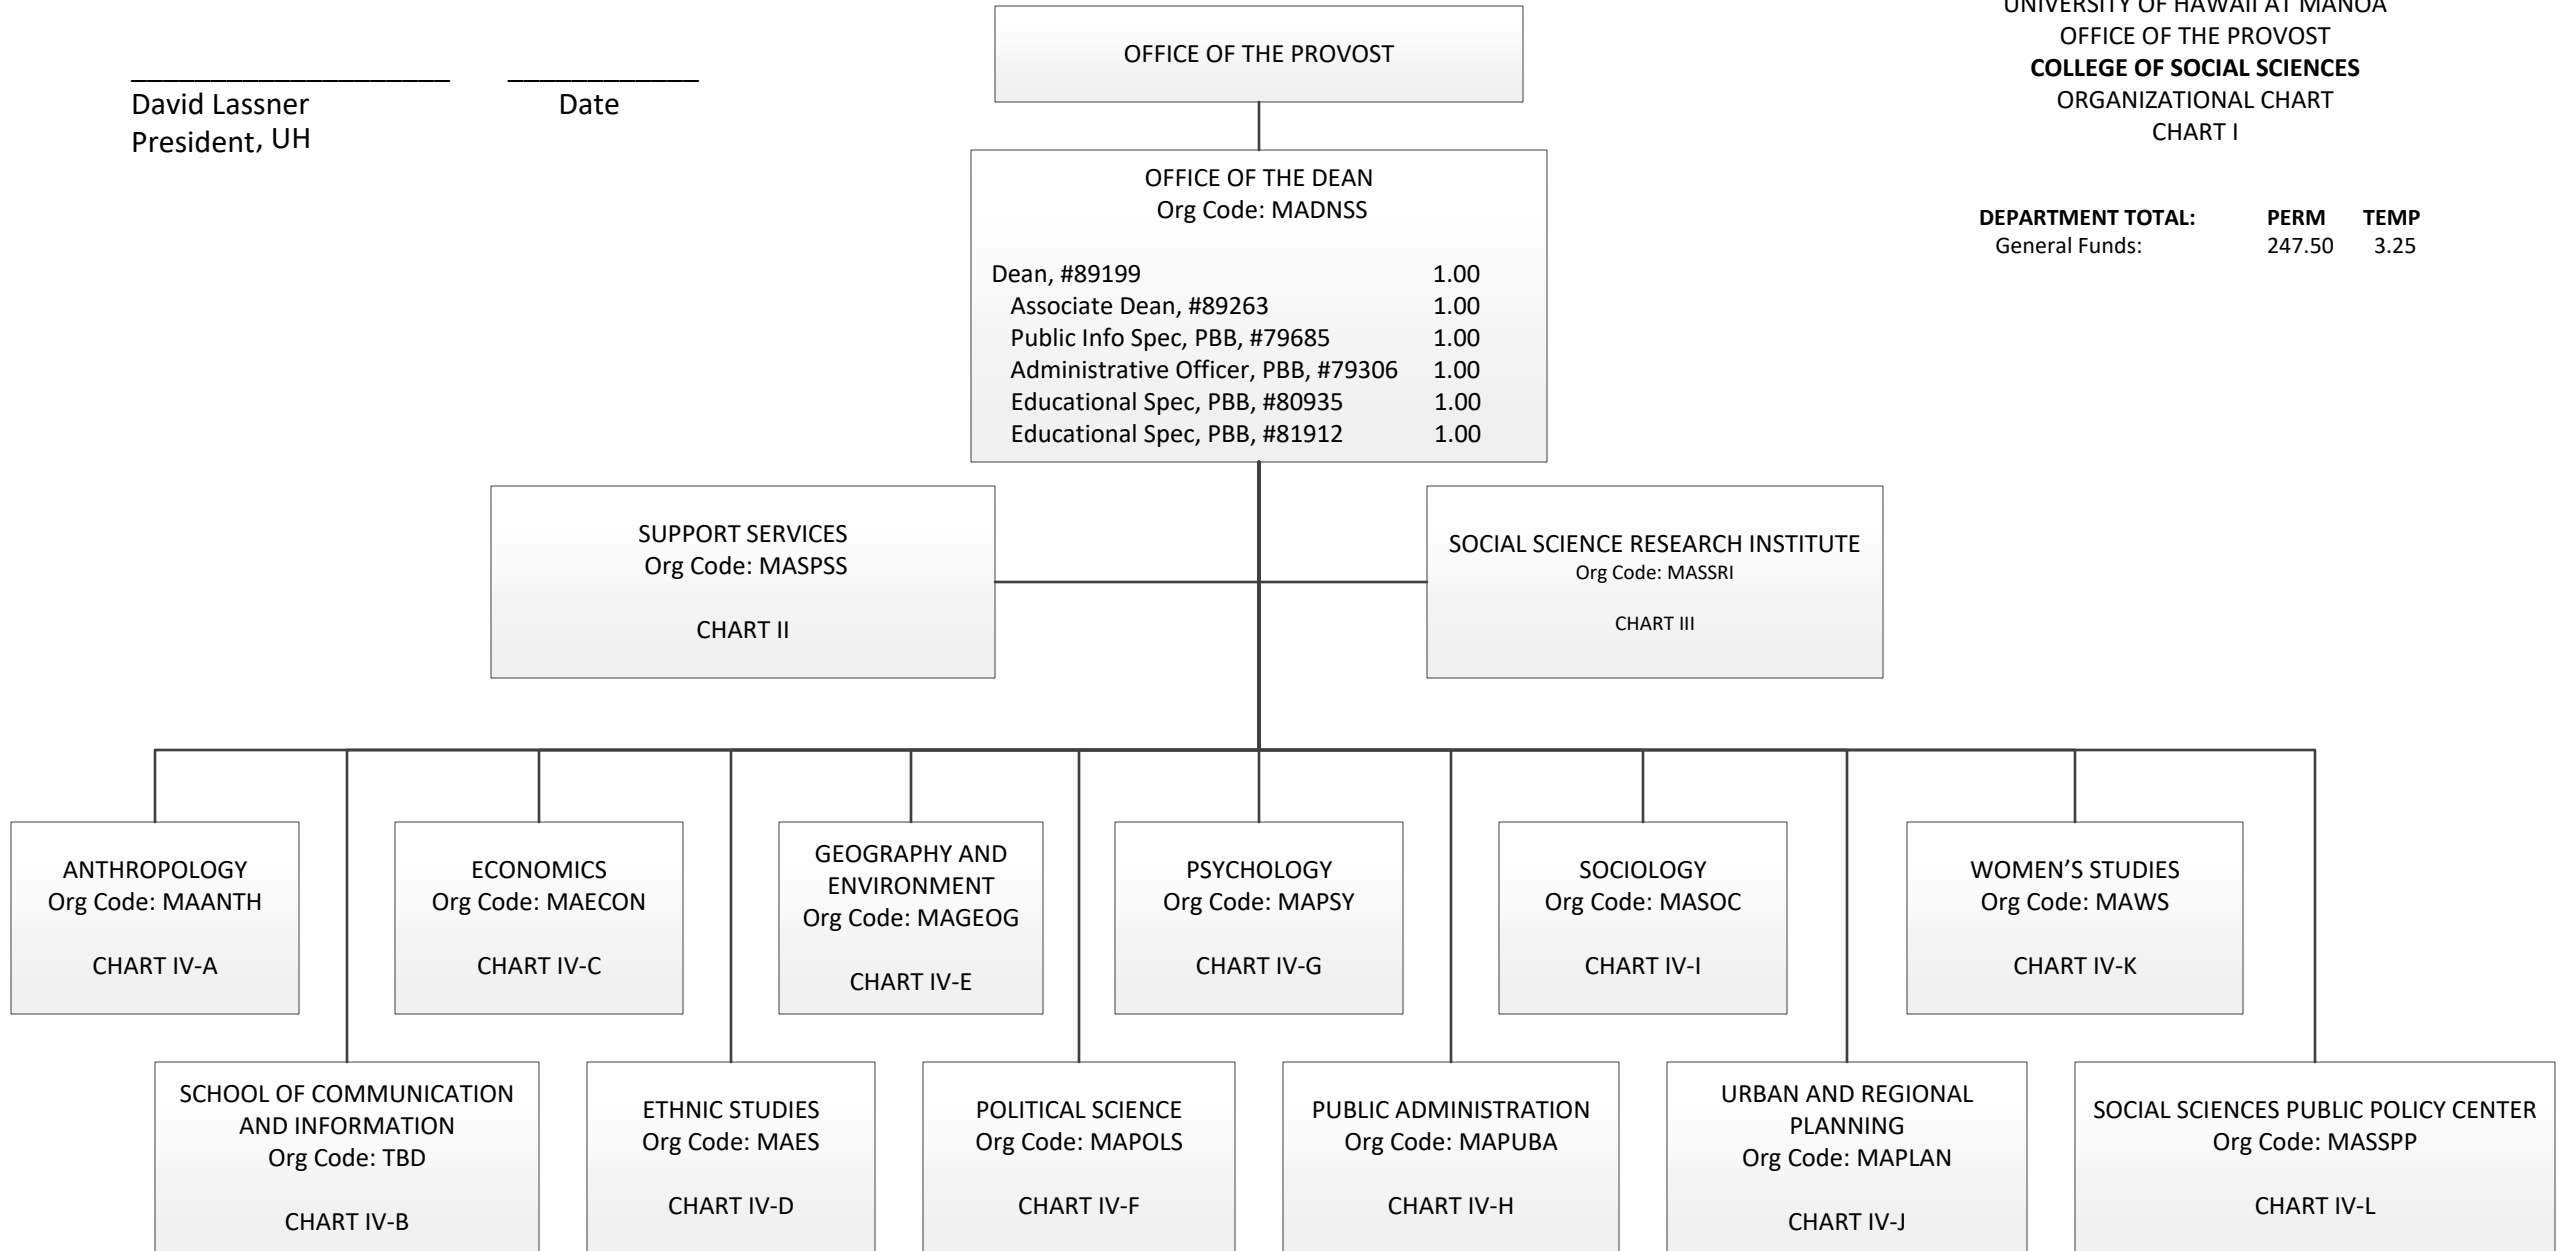 ____________________ ____________
David Lassner Date
President, UH
OFFICE OF THE PROVOST
UNIVERSITY OF HAWAII AT MANOA
OFFICE OF THE PROVOST
COLLEGE OF SOCIAL SCIENCES
ORGANIZATIONAL CHART
CHART I
DEPARTMENT TOTAL: PERM TEMP
General Funds: 247.50 3.25
OFFICE OF THE DEAN
Org Code: MADNSS
Dean, #89199 1.00
Associate Dean, #89263 1.00
Public Info Spec, PBB, #79685 1.00
Administrative Officer, PBB, #79306 1.00
Educational Spec, PBB, #80935 1.00
Educational Spec, PBB, #81912 1.00
SUPPORT SERVICES
Org Code: MASPSS
CHART II
SOCIAL SCIENCE RESEARCH INSTITUTE
Org Code: MASSRI
CHART III
ANTHROPOLOGY
Org Code: MAANTH
CHART IV-A
ECONOMICS
Org Code: MAECON
CHART IV-C
GEOGRAPHY AND
ENVIRONMENT
Org Code: MAGEOG
CHART IV-E
PSYCHOLOGY
Org Code: MAPSY
CHART IV-G
SOCIOLOGY
Org Code: MASOC
CHART IV-I
WOMEN’S STUDIES
Org Code: MAWS
CHART IV-K
SCHOOL OF COMMUNICATION
AND INFORMATION
Org Code: TBD
CHART IV-B
ETHNIC STUDIES
Org Code: MAES
CHART IV-D
POLITICAL SCIENCE
Org Code: MAPOLS
CHART IV-F
PUBLIC ADMINISTRATION
Org Code: MAPUBA
CHART IV-H
URBAN AND REGIONAL
PLANNING
Org Code: MAPLAN
CHART IV-J
SOCIAL SCIENCES PUBLIC POLICY CENTER
Org Code: MASSPP
CHART IV-L